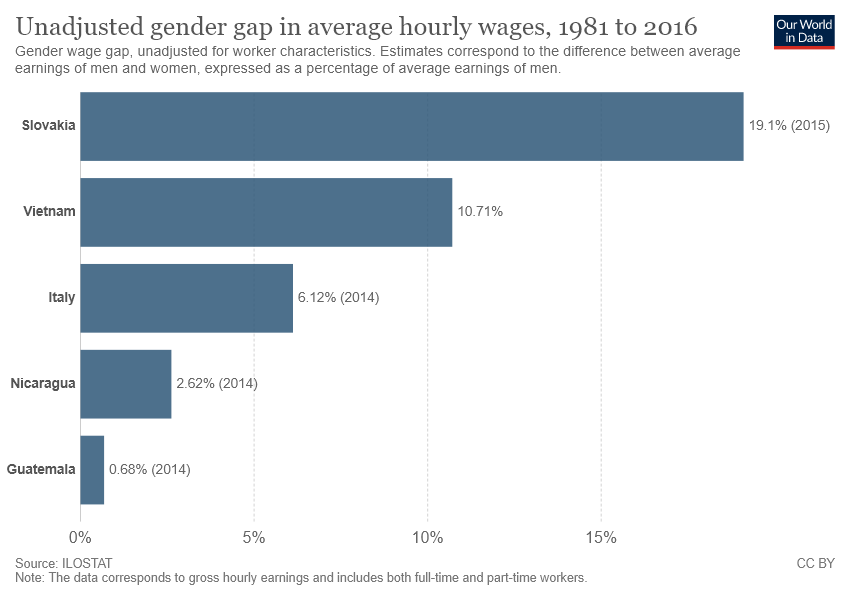 Unadjusted gender gap in average hourly wages, 1981 to 2016
Our World
in Data
Gender wage gap, unadjusted for worker characteristics. Estimates correspond to the difference between average
earnings of men and women, expressed as a percentage of average earnings of men.
Slovakia 19.1% (2015)
Vietnam 10.71%
Italy 6.12% (2014)
Nicaragua 2.62% (2014)
Guatemala 0.68% (2014)
0% 5% 10% 15%
Source: ILOSTAT CC BY
Note: The data corresponds to gross hourly earnings and includes both full-time and part-time workers.